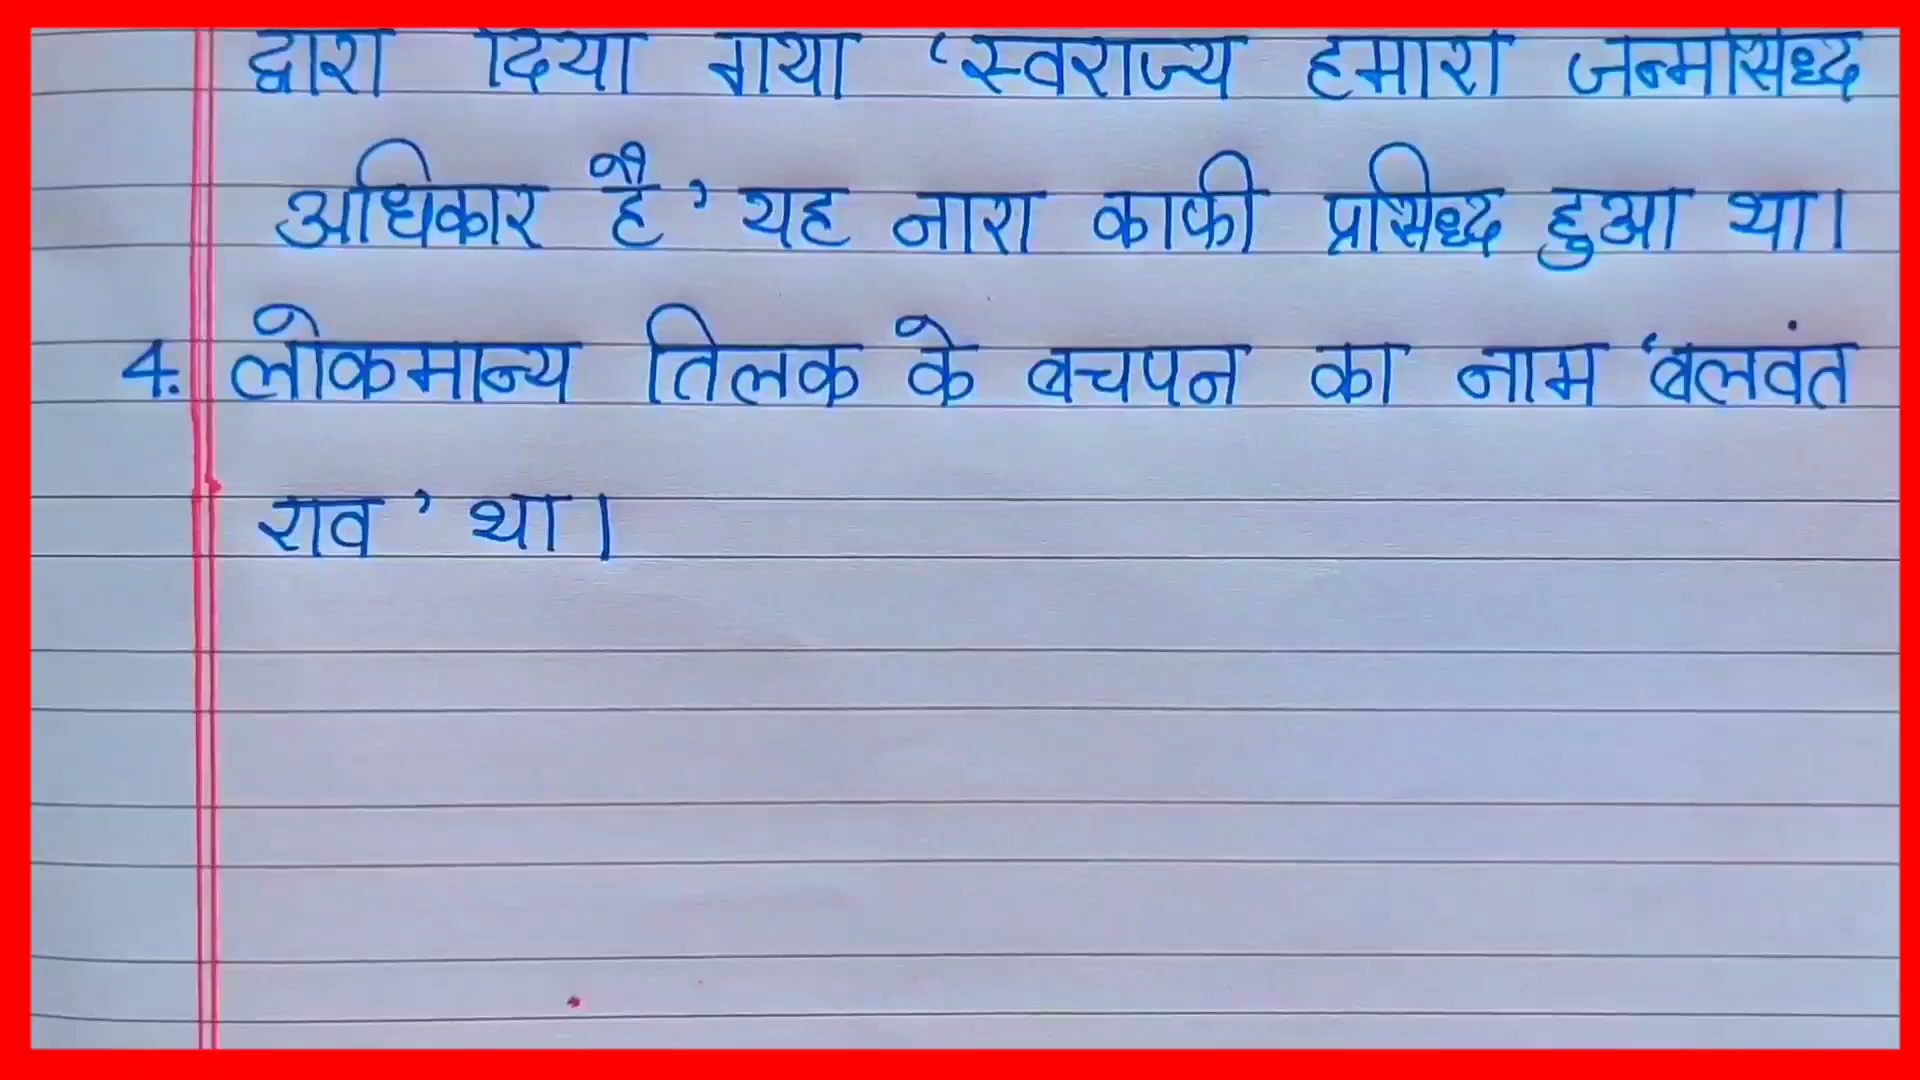 द्वारा दिया गया 'स्वराज्य हमारा जन्मसिध्द
अधिकार है' यह नारा काफी प्रसिध्द हुआ था।
4. लोकमान्य तिलक के बचपन का नाम 'बलवंत
राव' था।